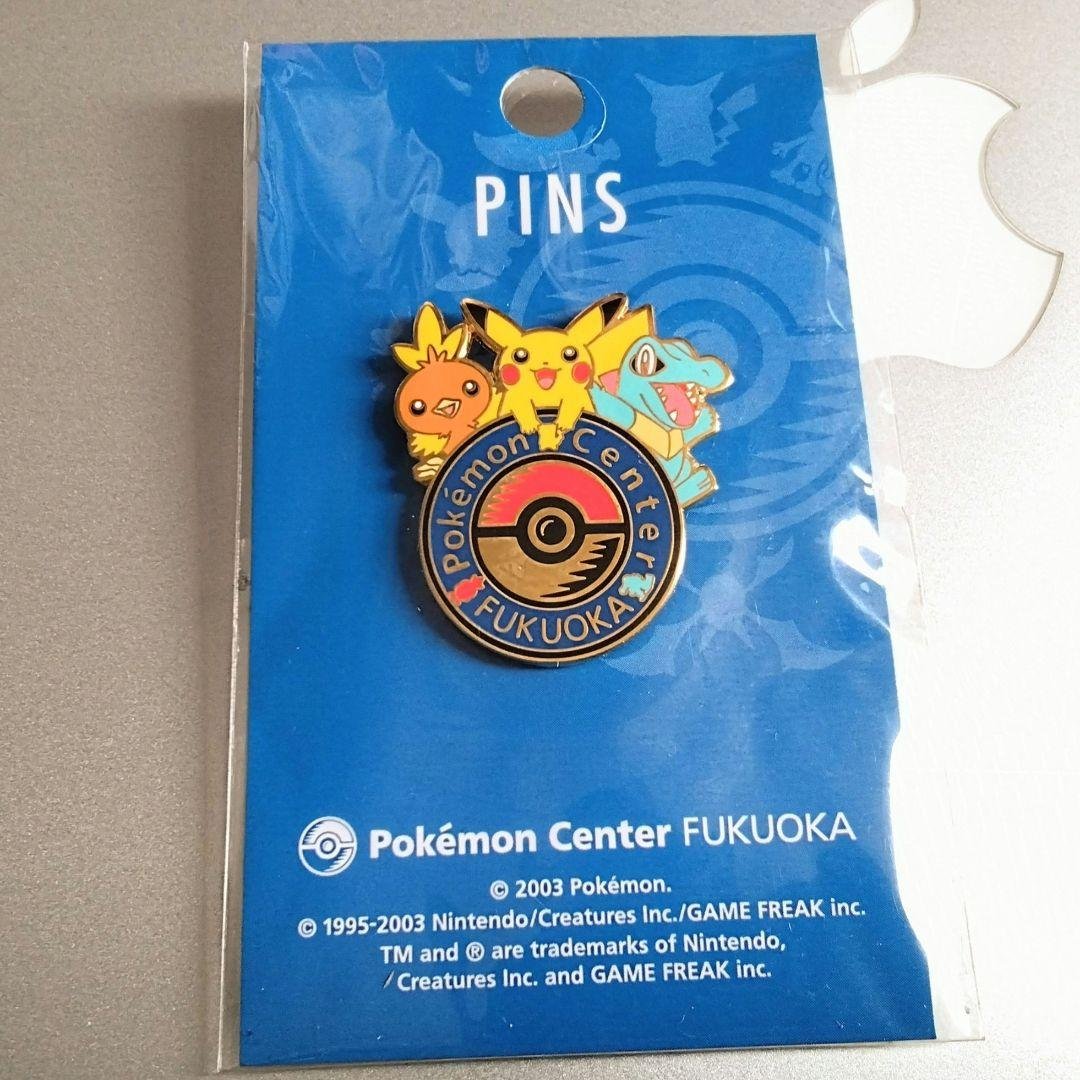 PINS
Pokémon Center
FUKUOKA
Pokémon Center FUKUOKA
© 2003 Pokémon.
© 1995-2003 Nintendo/Creatures Inc./GAME FREAK inc.
TM and ® are trademarks of Nintendo,
/Creatures Inc. and GAME FREAK inc.